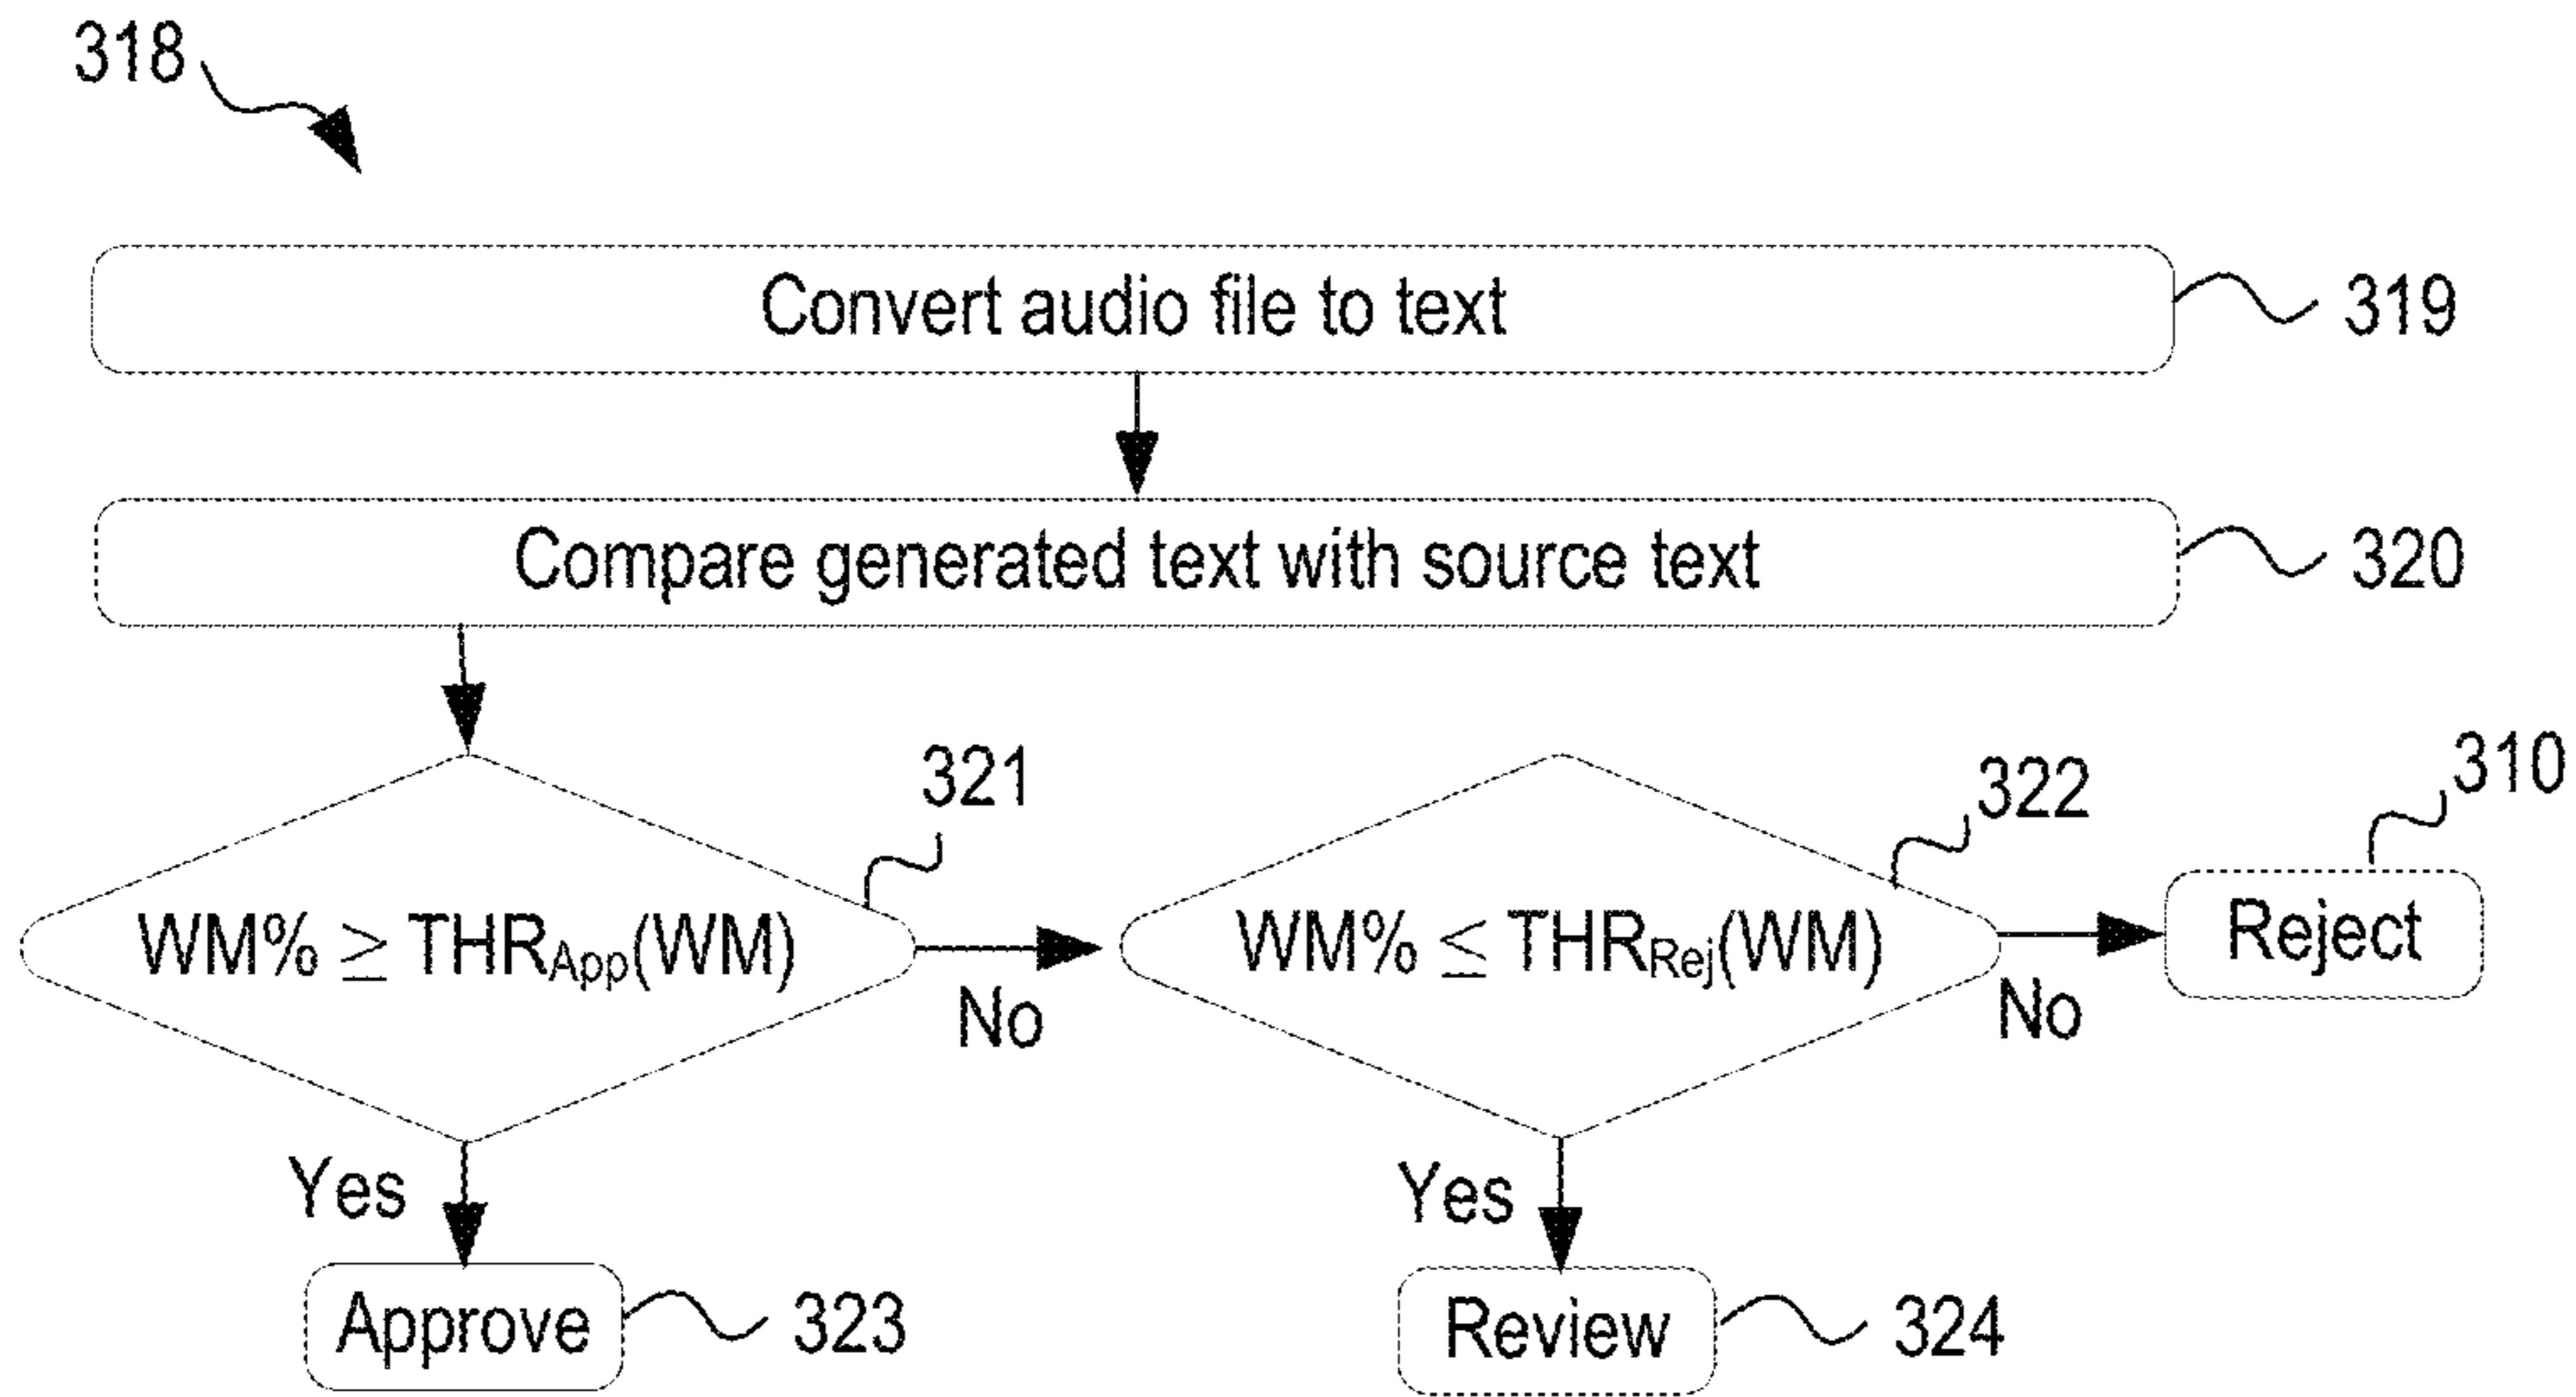 318
Convert audio file to text
319
Compare generated text with source text
320
321
322
310
WM% ≥ THRApp(WM)
No
WM% ≤ THRRej(WM)
No
Reject
Yes
Yes
Approve
323
Review
324